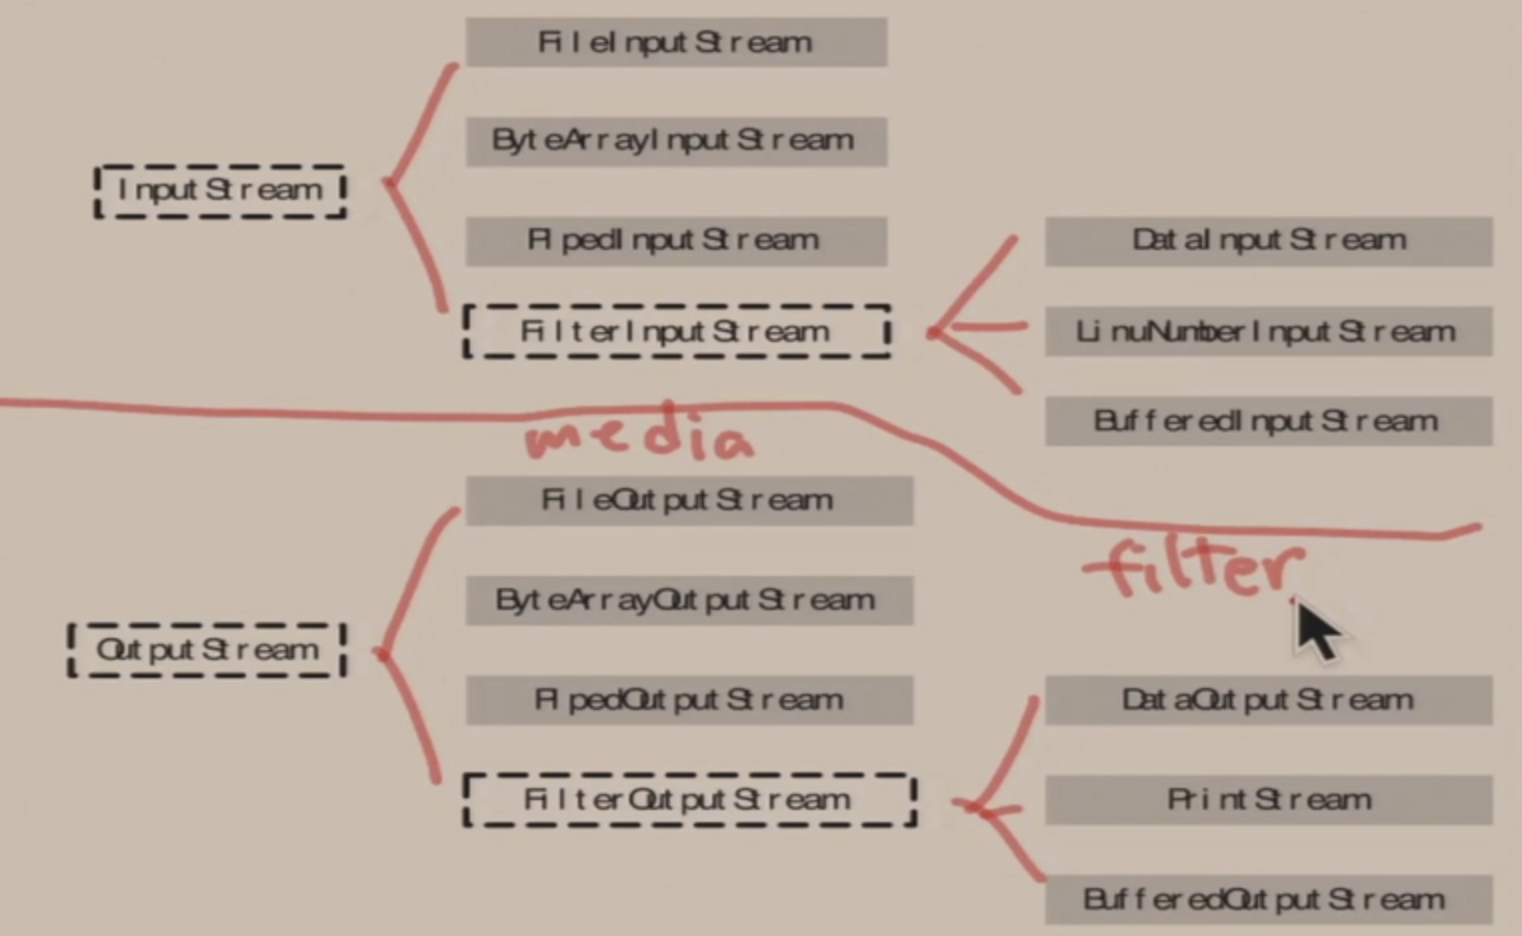 FileInputStream
ByteArrayInputStream
InputStream
PipedInputStream
DataInputStream
FilterInputStream
LinuNumberInputStream
BufferedInputStream
media
FileOutputStream
filter
ByteArrayOutputStream
OutputStream
PipedOutputStream
DataOutputStream
FilterOutputStream
PrintStream
BufferedOutputStream